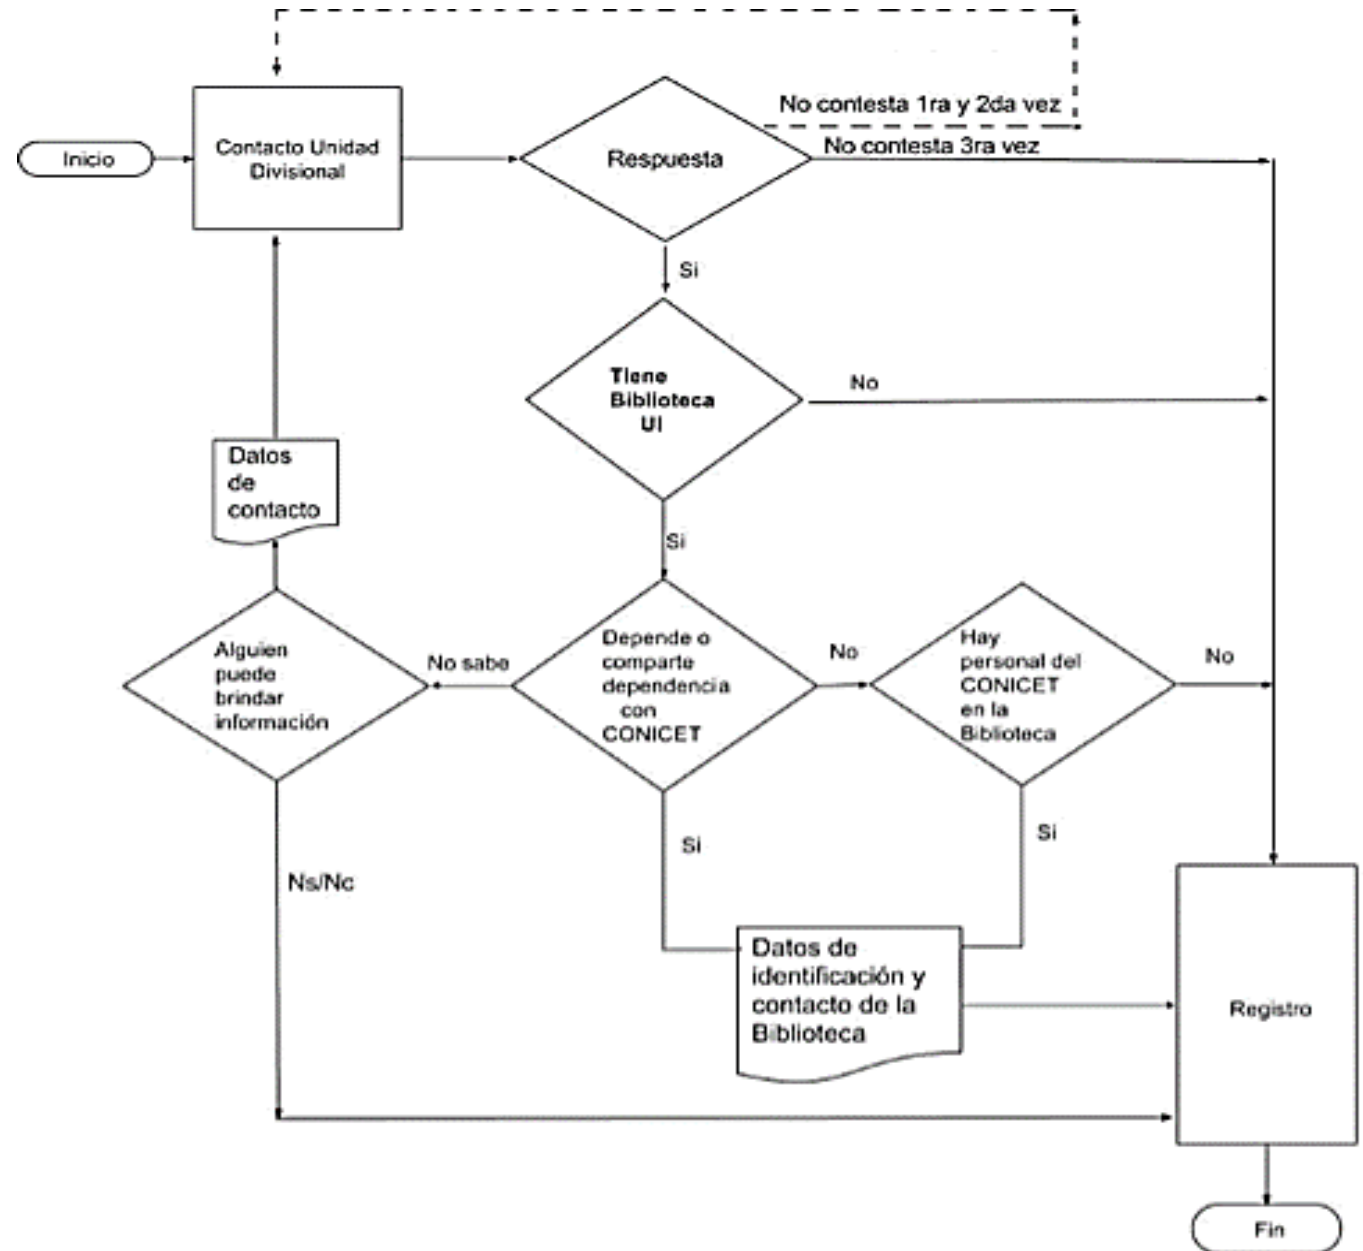 No contesta 1ra y 2da vez
Inicio
Contacto Unidad
Divisional
Respuesta
No contesta 3ra vez
Si
Tiene
Biblioteca
UI
No
Datos
de
contacto
Si
Alguien
puede
brindar
información
No sabe
Depende o
comparte
dependencia
con
CONICET
No
Hay
personal del
CONICET
en la
Biblioteca
No
Si
Si
Ns/Nc
Datos de
identificación y
contacto de la
Biblioteca
Registro
Fin